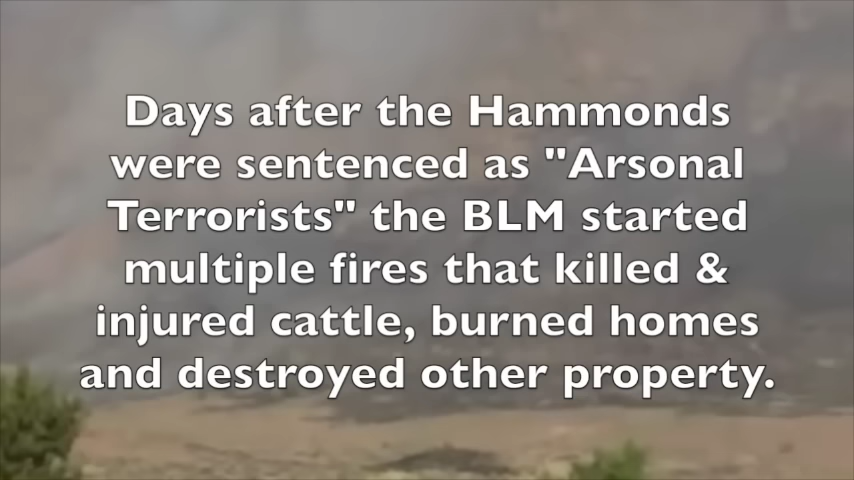 Days after the Hammonds
were sentenced as "Arsonal
Terrorists" the BLM started
multiple fires that killed &
injured cattle, burned homes
and destroyed other property.